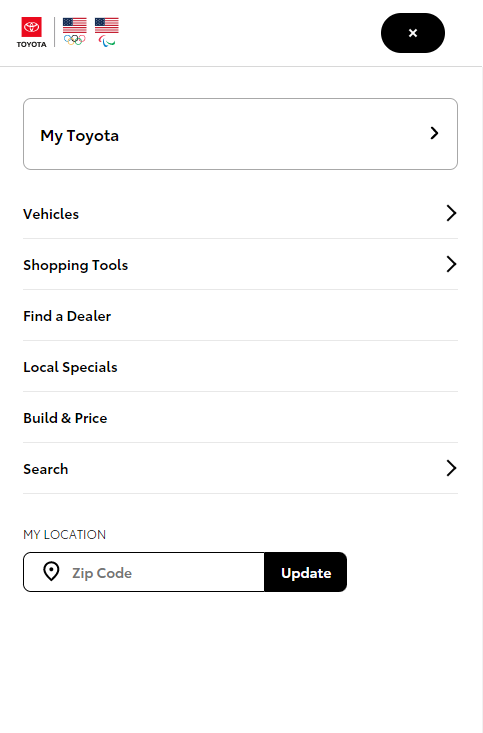 TOYOTA
My Toyota
Vehicles
Shopping Tools
Find a Dealer
Local Specials
Build & Price
Search
MY LOCATION
Zip Code
Update